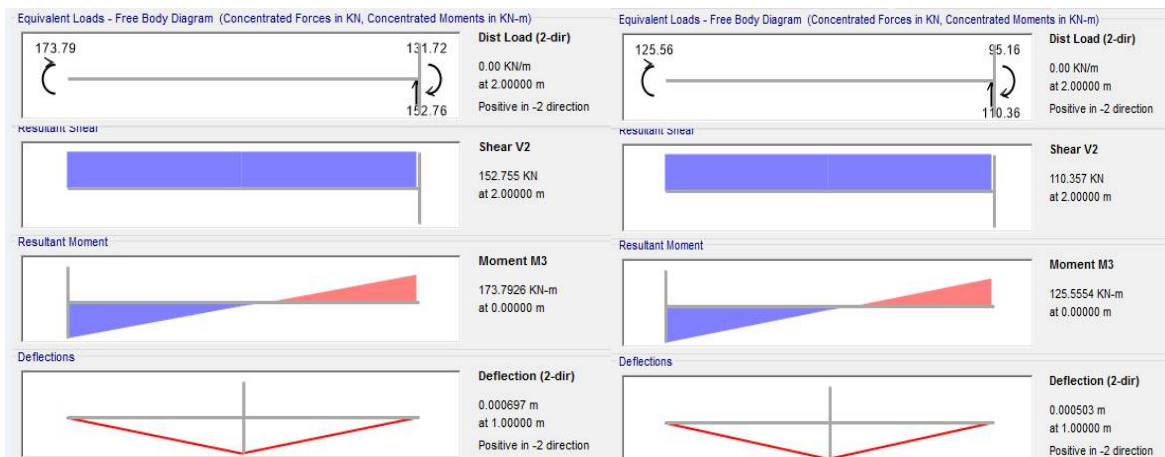 Equivalent Loads - Free Body Diagram (Concentrated Forces in KN, Concentrated Moments in KN-m)
173.79
131.72
152.76
Dist Load (2-dir)
0.00 KN/m
at 2.00000 m
Positive in -2 direction
Resultant Shear
Shear V2
152.755 KN
at 2.00000 m
Resultant Moment
Moment M3
173.7926 KN-m
at 0.00000 m
Deflections
Deflection (2-dir)
0.000697 m
at 1.00000 m
Positive in -2 direction
Equivalent Loads - Free Body Diagram (Concentrated Forces in KN, Concentrated Moments in KN-m)
125.56
95.16
110.36
Dist Load (2-dir)
0.00 KN/m
at 2.00000 m
Positive in -2 direction
Resultant Shear
Shear V2
110.357 KN
at 2.00000 m
Resultant Moment
Moment M3
125.5554 KN-m
at 0.00000 m
Deflections
Deflection (2-dir)
0.000503 m
at 1.00000 m
Positive in -2 direction